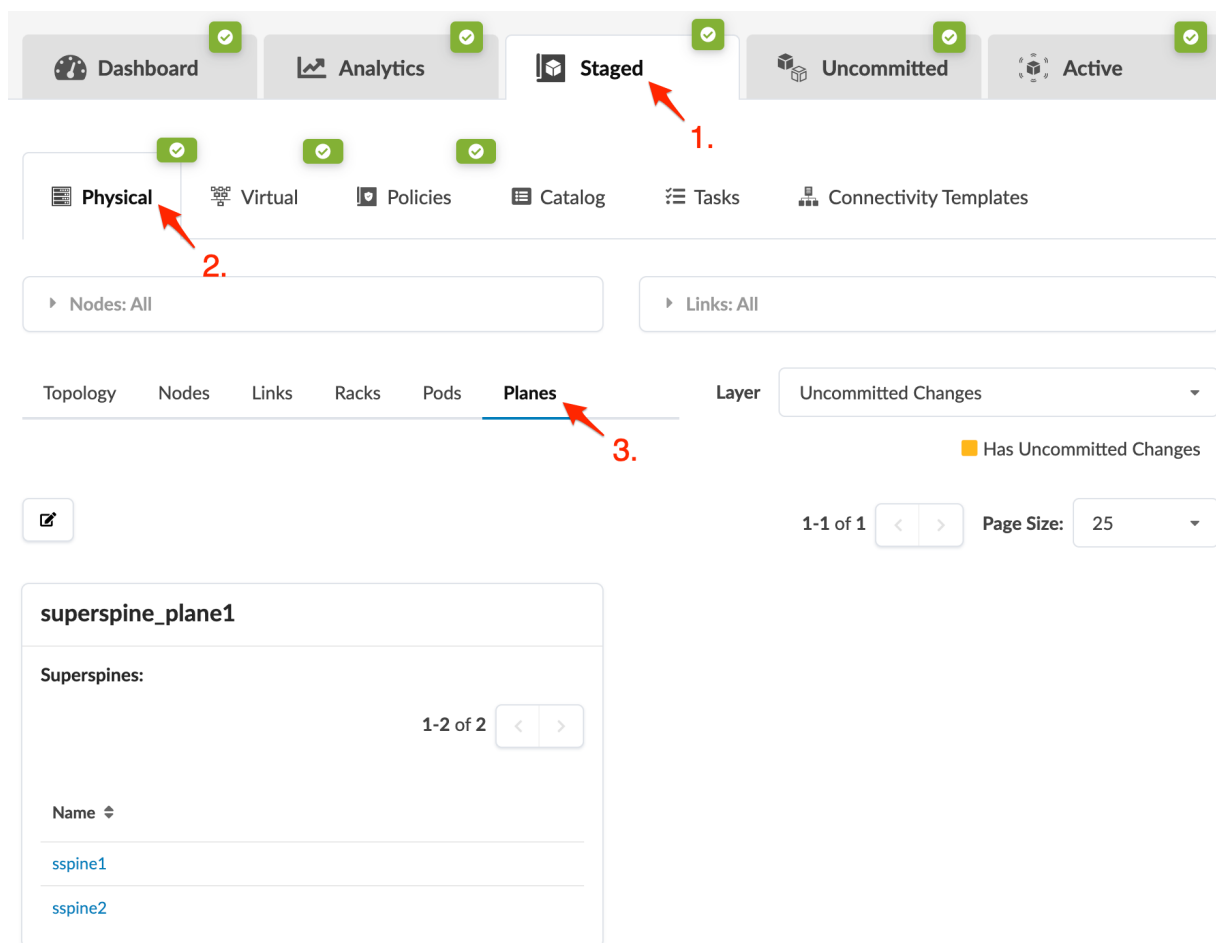 Dashboard Analytics Staged Uncommitted Active
1.
Physical Virtual Policies Catalog Tasks Connectivity Templates
2.
Nodes: All Links: All
Topology Nodes Links Racks Pods Planes Layer Uncommitted Changes
3. Has Uncommitted Changes
1-1 of 1 Page Size: 25
superspine_plane1
Superspines:
1-2 of 2
Name
sspine1
sspine2